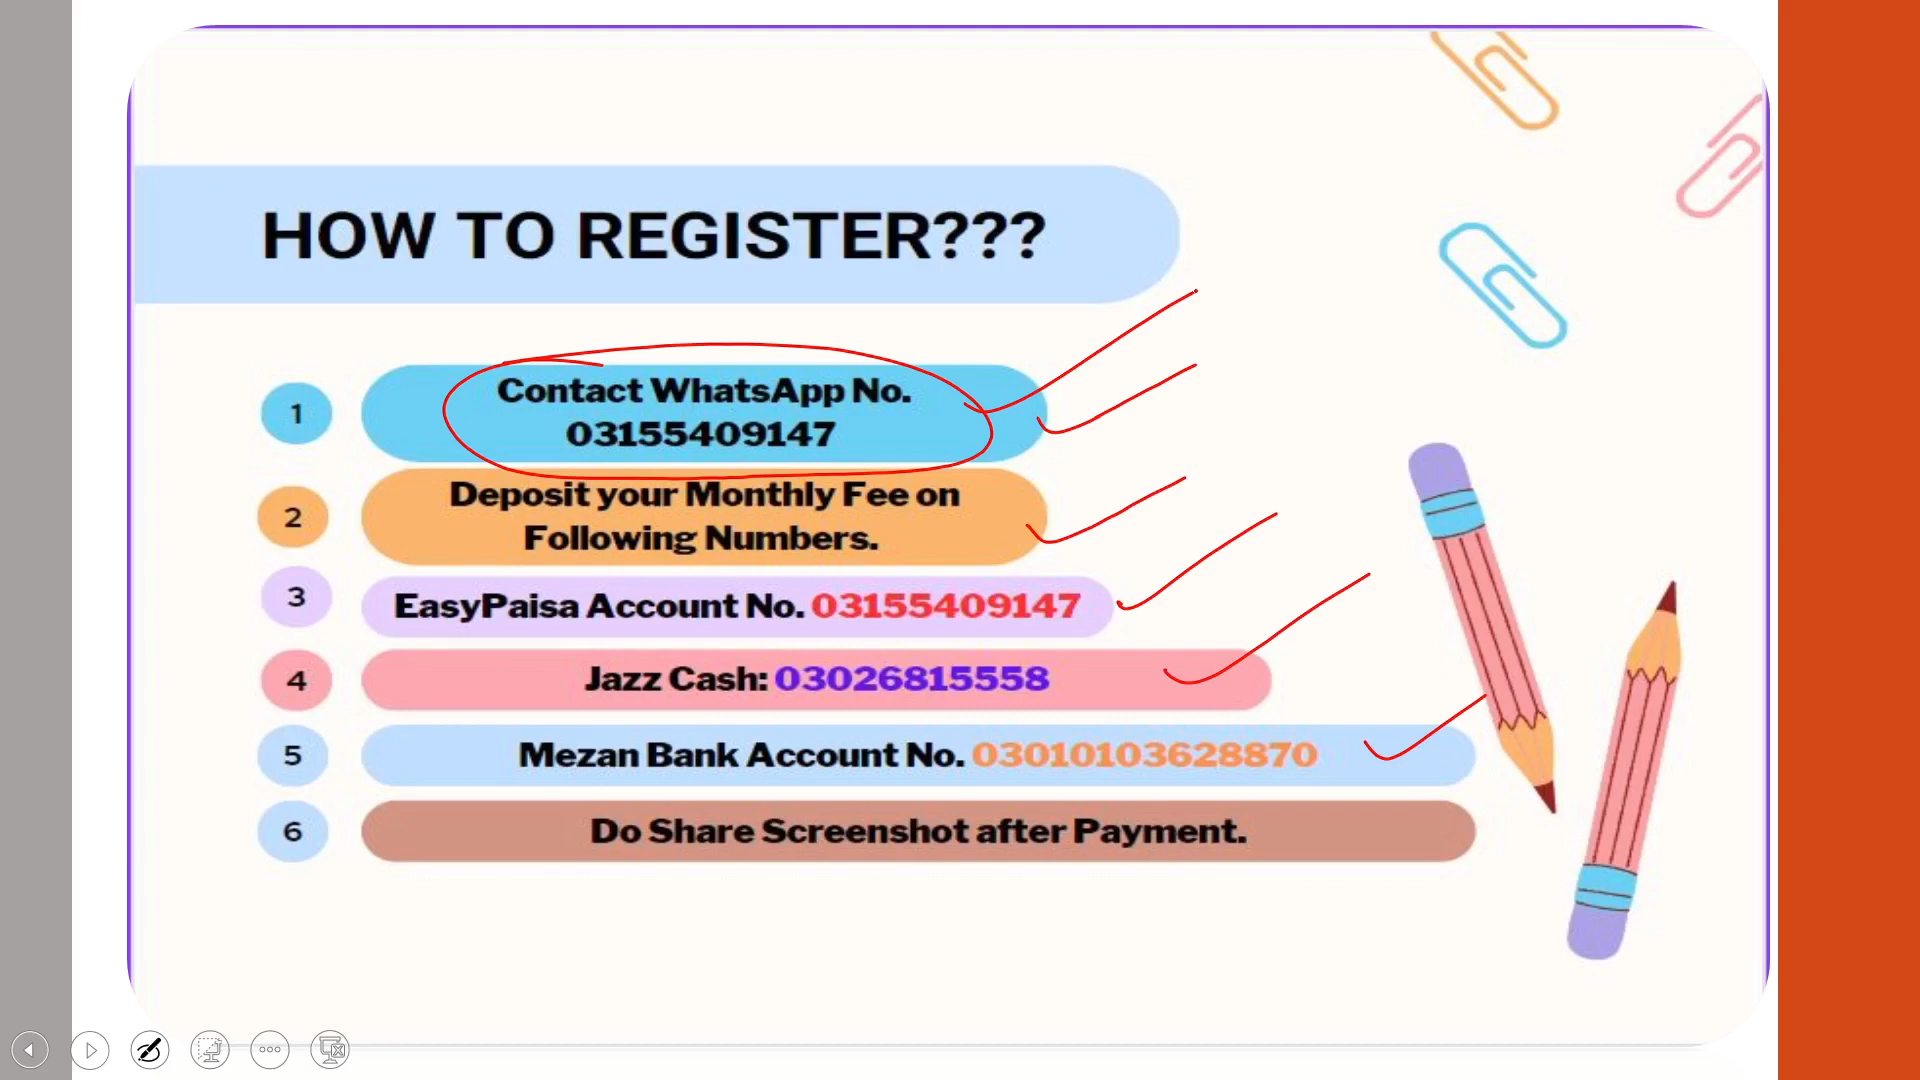 HOW TO REGISTER???
1
Contact WhatsApp No.
03155409147
2
Deposit your Monthly Fee on
Following Numbers.
3
EasyPaisa Account No. 03155409147
4
Jazz Cash: 03026815558
5
Mezan Bank Account No. 03010103628870
6
Do Share Screenshot after Payment.